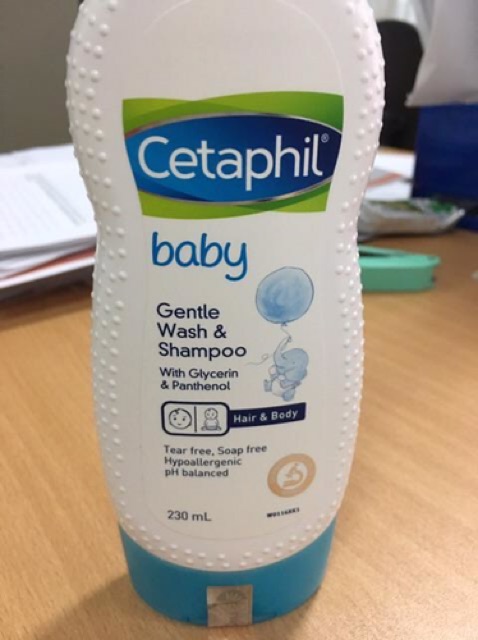 Cetaphil®
baby
Gentle
Wash &
Shampoo
With Glycerin
& Panthenol
Hair & Body
Tear free, Soap free
Hypoallergenic
pH balanced
230 mL